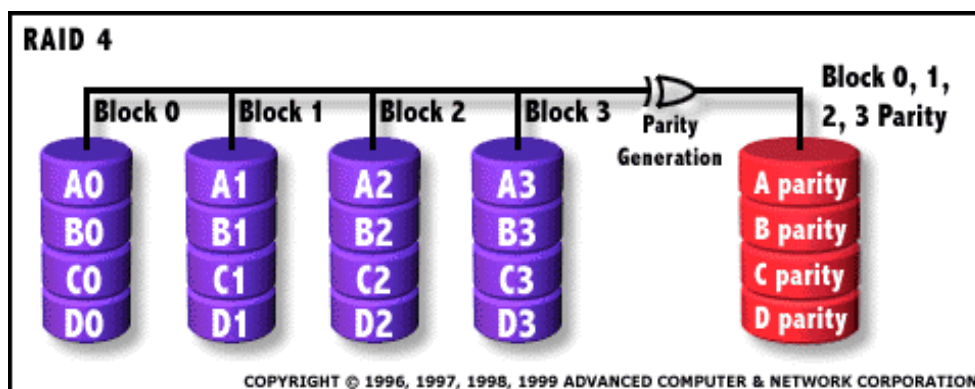 RAID 4
Block 0
Block 1
Block 2
Block 3
Parity
Generation
Block 0, 1,
2, 3 Parity
A0
A1
A2
A3
A parity
B0
B1
B2
B3
B parity
C0
C1
C2
C3
C parity
D0
D1
D2
D3
D parity
COPYRIGHT © 1996, 1997, 1998, 1999 ADVANCED COMPUTER & NETWORK CORPORATION